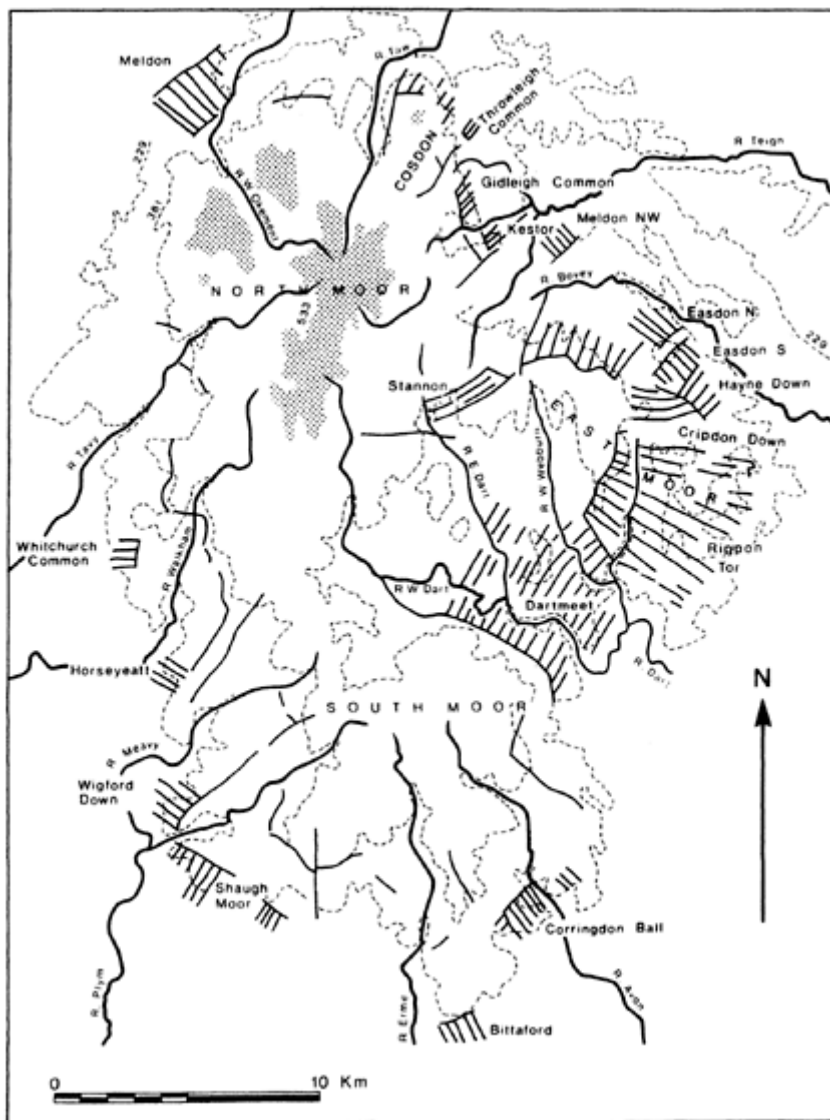 Meldon
R Taw
Throwleigh
Common
COSDON
229
381
R W Okement
R Teign
Gidleigh Common
Meldon NW
Kestor
R Bovey
NORTH MOOR
533
Easdon N
229
Easdon S
Stannon
Hayne Down
EAST
MOOR
Cripdon Down
R Tavy
R E Dart
R W Webburn
Rippon
Tor
Whitchurch
Common
R Walkham
R W Dart
Dartmeet
Horseyeatt
R Dart
N
SOUTH MOOR
R Meavy
Wigford
Down
Shaugh
Moor
Corringdon Ball
R Plym
R Erme
R Avon
Bittaford
0 10 Km